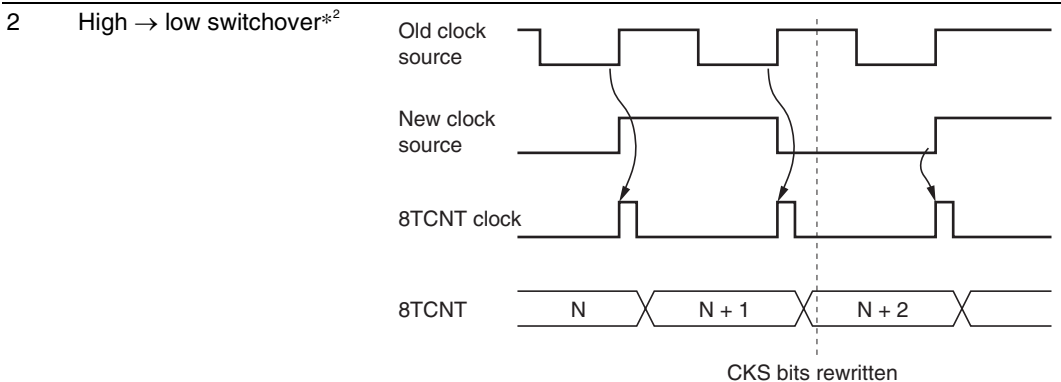 2 High → low switchover*2
Old clock
source
New clock
source
8TCNT clock
8TCNT
N N + 1 N + 2
CKS bits rewritten